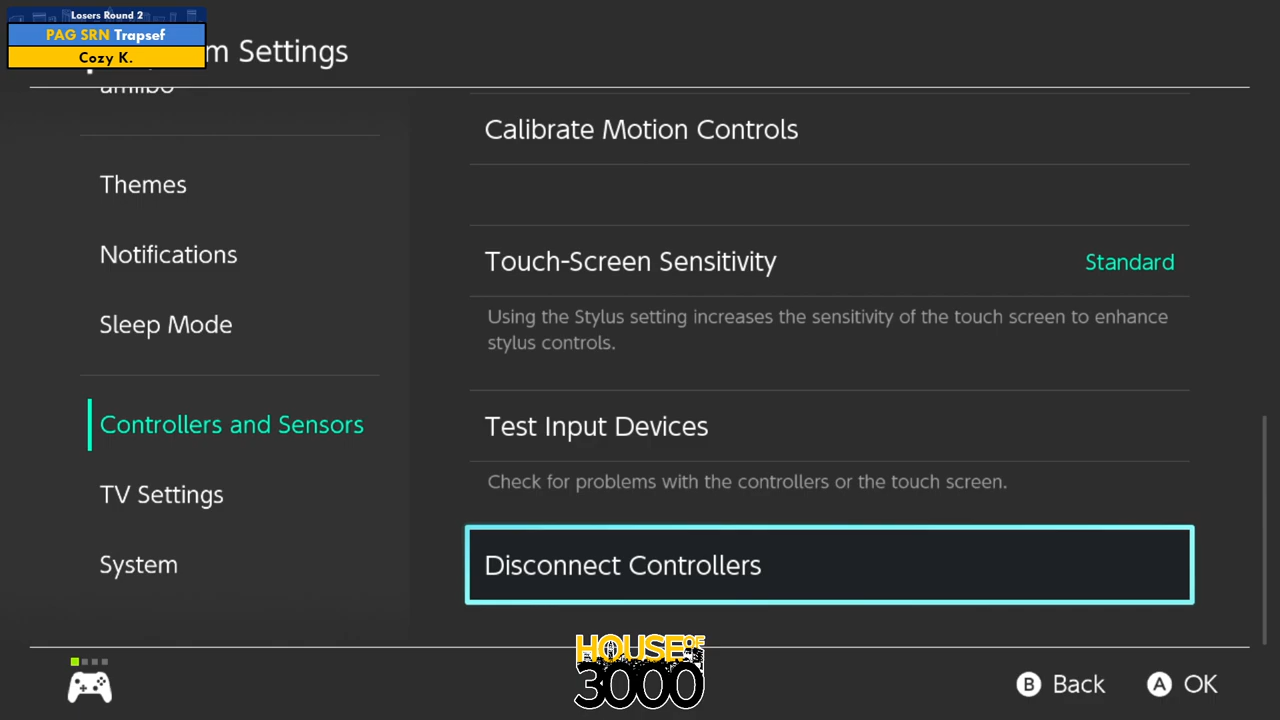 Losers Round 2
PAG SRN Trapsef
Cozy K.
m Settings
amiibo
Themes
Notifications
Sleep Mode
Controllers and Sensors
TV Settings
System
Calibrate Motion Controls
Touch-Screen Sensitivity Standard
Using the Stylus setting increases the sensitivity of the touch screen to enhance
stylus controls.
Test Input Devices
Check for problems with the controllers or the touch screen.
Disconnect Controllers
HOUSE OF
3000
B Back A OK